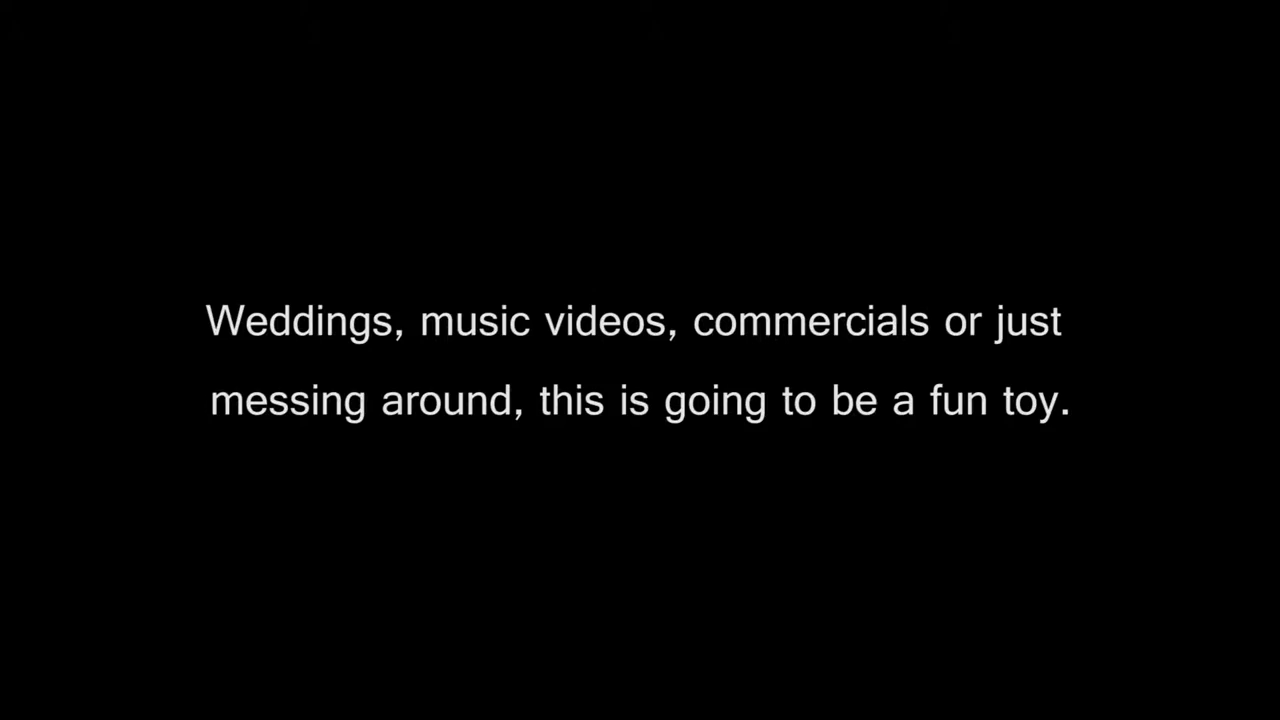 Weddings, music videos, commercials or just
messing around, this is going to be a fun toy.